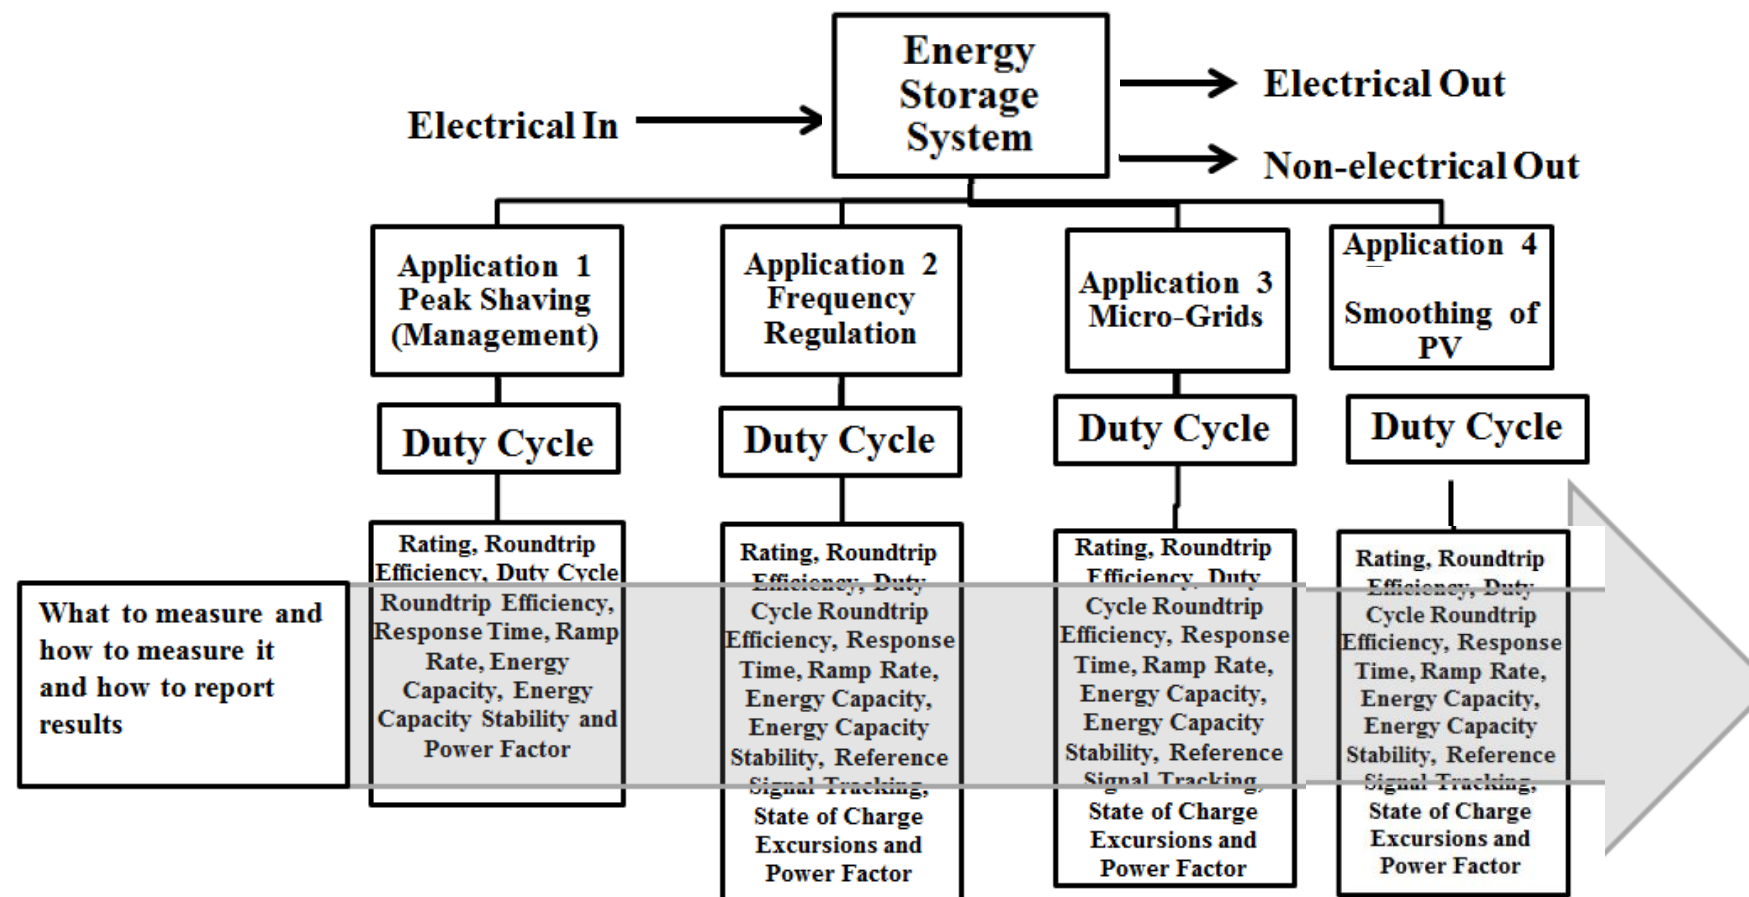 Energy
Storage
System
Electrical In
Electrical Out
Non-electrical Out
Application 1
Peak Shaving
(Management)
Application 2
Frequency
Regulation
Application 3
Micro-Grids
Application 4
Smoothing of
PV
Duty Cycle
Duty Cycle
Duty Cycle
Duty Cycle
What to measure and
how to measure it
and how to report
results
Rating, Roundtrip
Efficiency, Duty Cycle
Roundtrip Efficiency,
Response Time, Ramp
Rate, Energy
Capacity, Energy
Capacity Stability and
Power Factor
Rating, Roundtrip
Efficiency, Duty
Cycle Roundtrip
Efficiency, Response
Time, Ramp Rate,
Energy Capacity,
Energy Capacity
Stability, Reference
Signal Tracking,
State of Charge
Excursions and
Power Factor
Rating, Roundtrip
Efficiency, Duty
Cycle Roundtrip
Efficiency, Response
Time, Ramp Rate,
Energy Capacity,
Energy Capacity
Stability, Reference
Signal Tracking,
State of Charge
Excursions and
Power Factor
Rating, Roundtrip
Efficiency, Duty
Cycle Roundtrip
Efficiency, Response
Time, Ramp Rate,
Energy Capacity,
Energy Capacity
Stability, Reference
Signal Tracking,
State of Charge
Excursions and
Power Factor